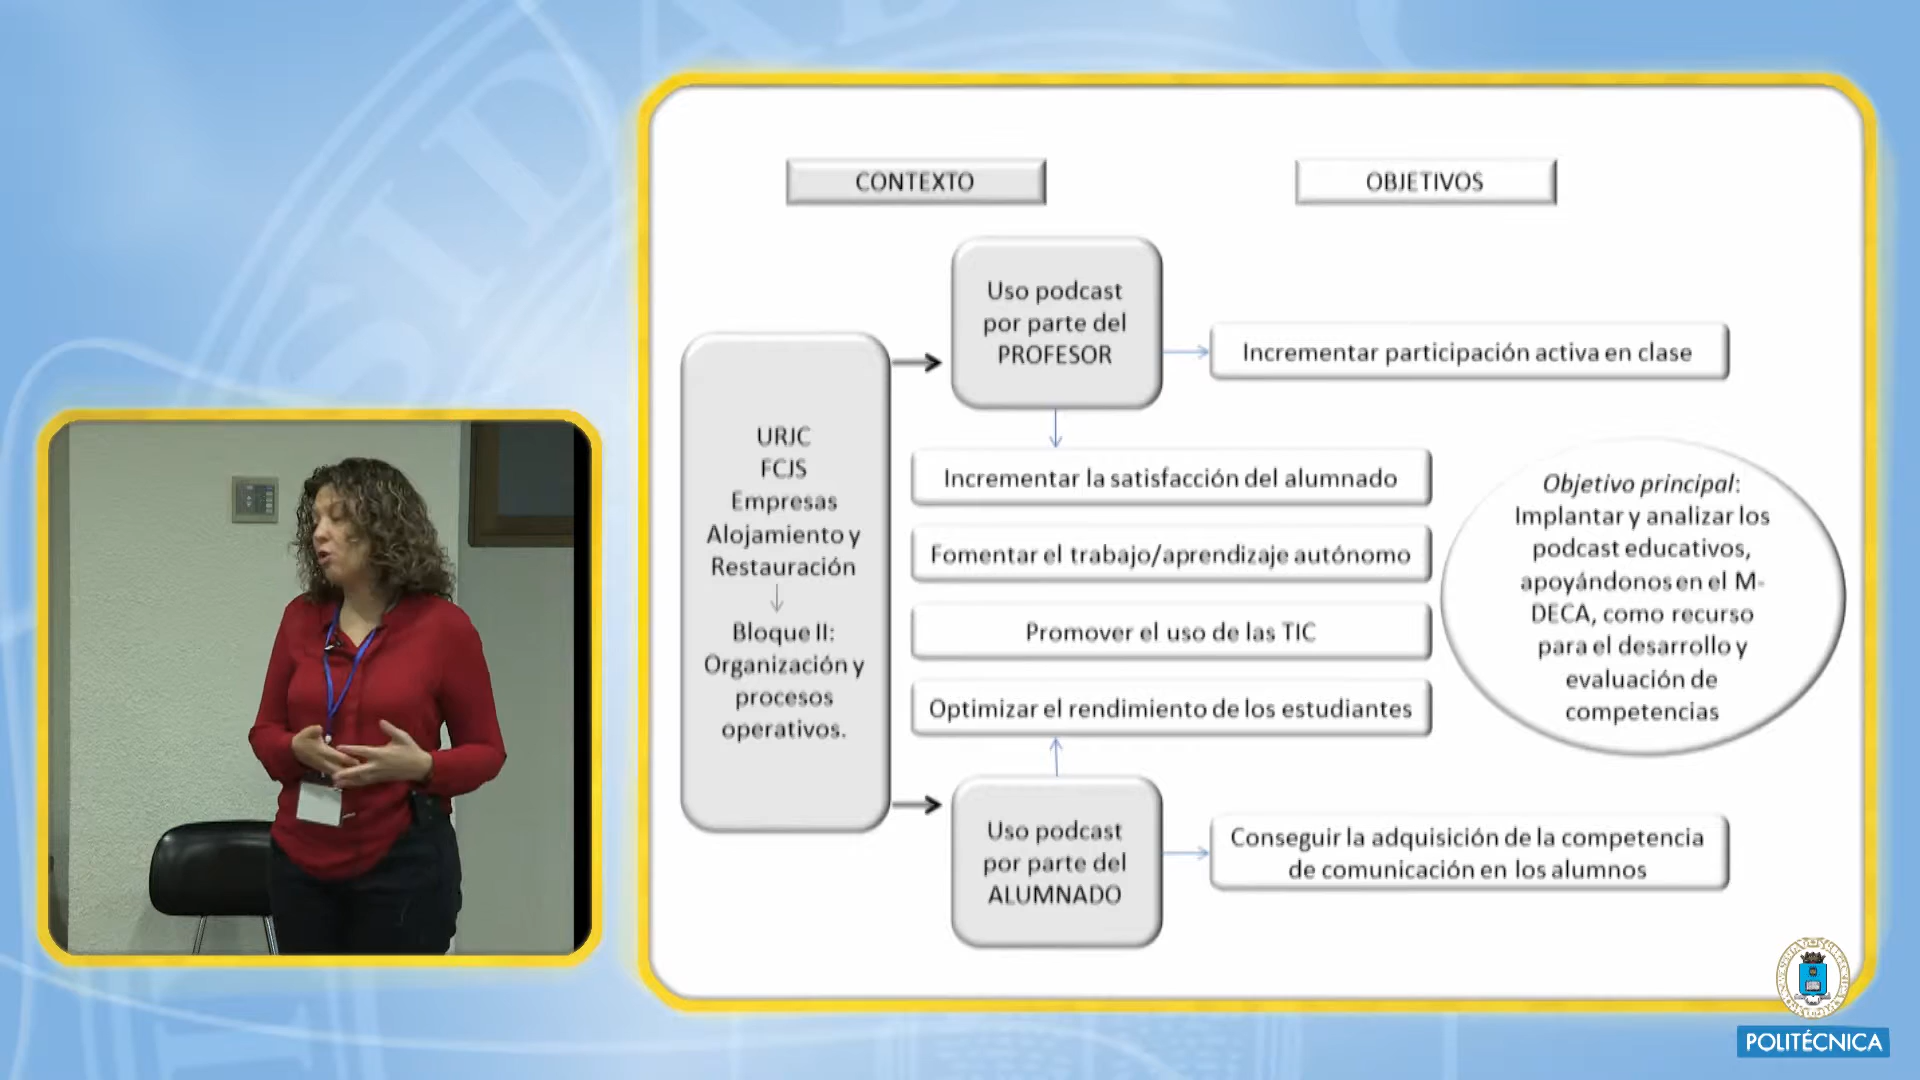 CONTEXTO
OBJETIVOS
Uso podcast
por parte del
PROFESOR
Incrementar participación activa en clase
URJC
FCJS
Empresas
Alojamiento y
Restauración
Bloque II:
Organización y
procesos
operativos.
Incrementar la satisfacción del alumnado
Fomentar el trabajo/aprendizaje autónomo
Promover el uso de las TIC
Optimizar el rendimiento de los estudiantes
Objetivo principal:
Implantar y analizar los
podcast educativos,
apoyándonos en el M-
DECA, como recurso
para el desarrollo y
evaluación de
competencias
Uso podcast
por parte del
ALUMNADO
Conseguir la adquisición de la competencia
de comunicación en los alumnos
POLITÉCNICA